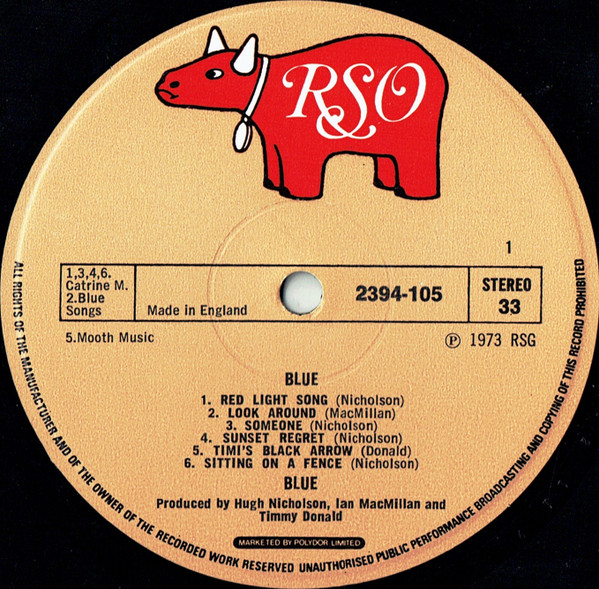 RSO
1
1,3,4,6.
Catrine M.
2.Blue
Songs
Made in England
2394-105
STEREO
33
5.Mooth Music
℗ 1973 RSG
BLUE
1. RED LIGHT SONG (Nicholson)
2. LOOK AROUND (MacMillan)
3. SOMEONE (Nicholson)
4. SUNSET REGRET (Nicholson)
5. TIMI'S BLACK ARROW (Donald)
6. SITTING ON A FENCE (Nicholson)
BLUE
Produced by Hugh Nicholson, Ian MacMillan and
Timmy Donald
MARKETED BY POLYDOR LIMITED
ALL RIGHTS OF THE MANUFACTURER AND OF THE OWNER OF THE RECORDED WORK RESERVED UNAUTHORISED PUBLIC PERFORMANCE BROADCASTING AND COPYING OF THIS RECORD PROHIBITED